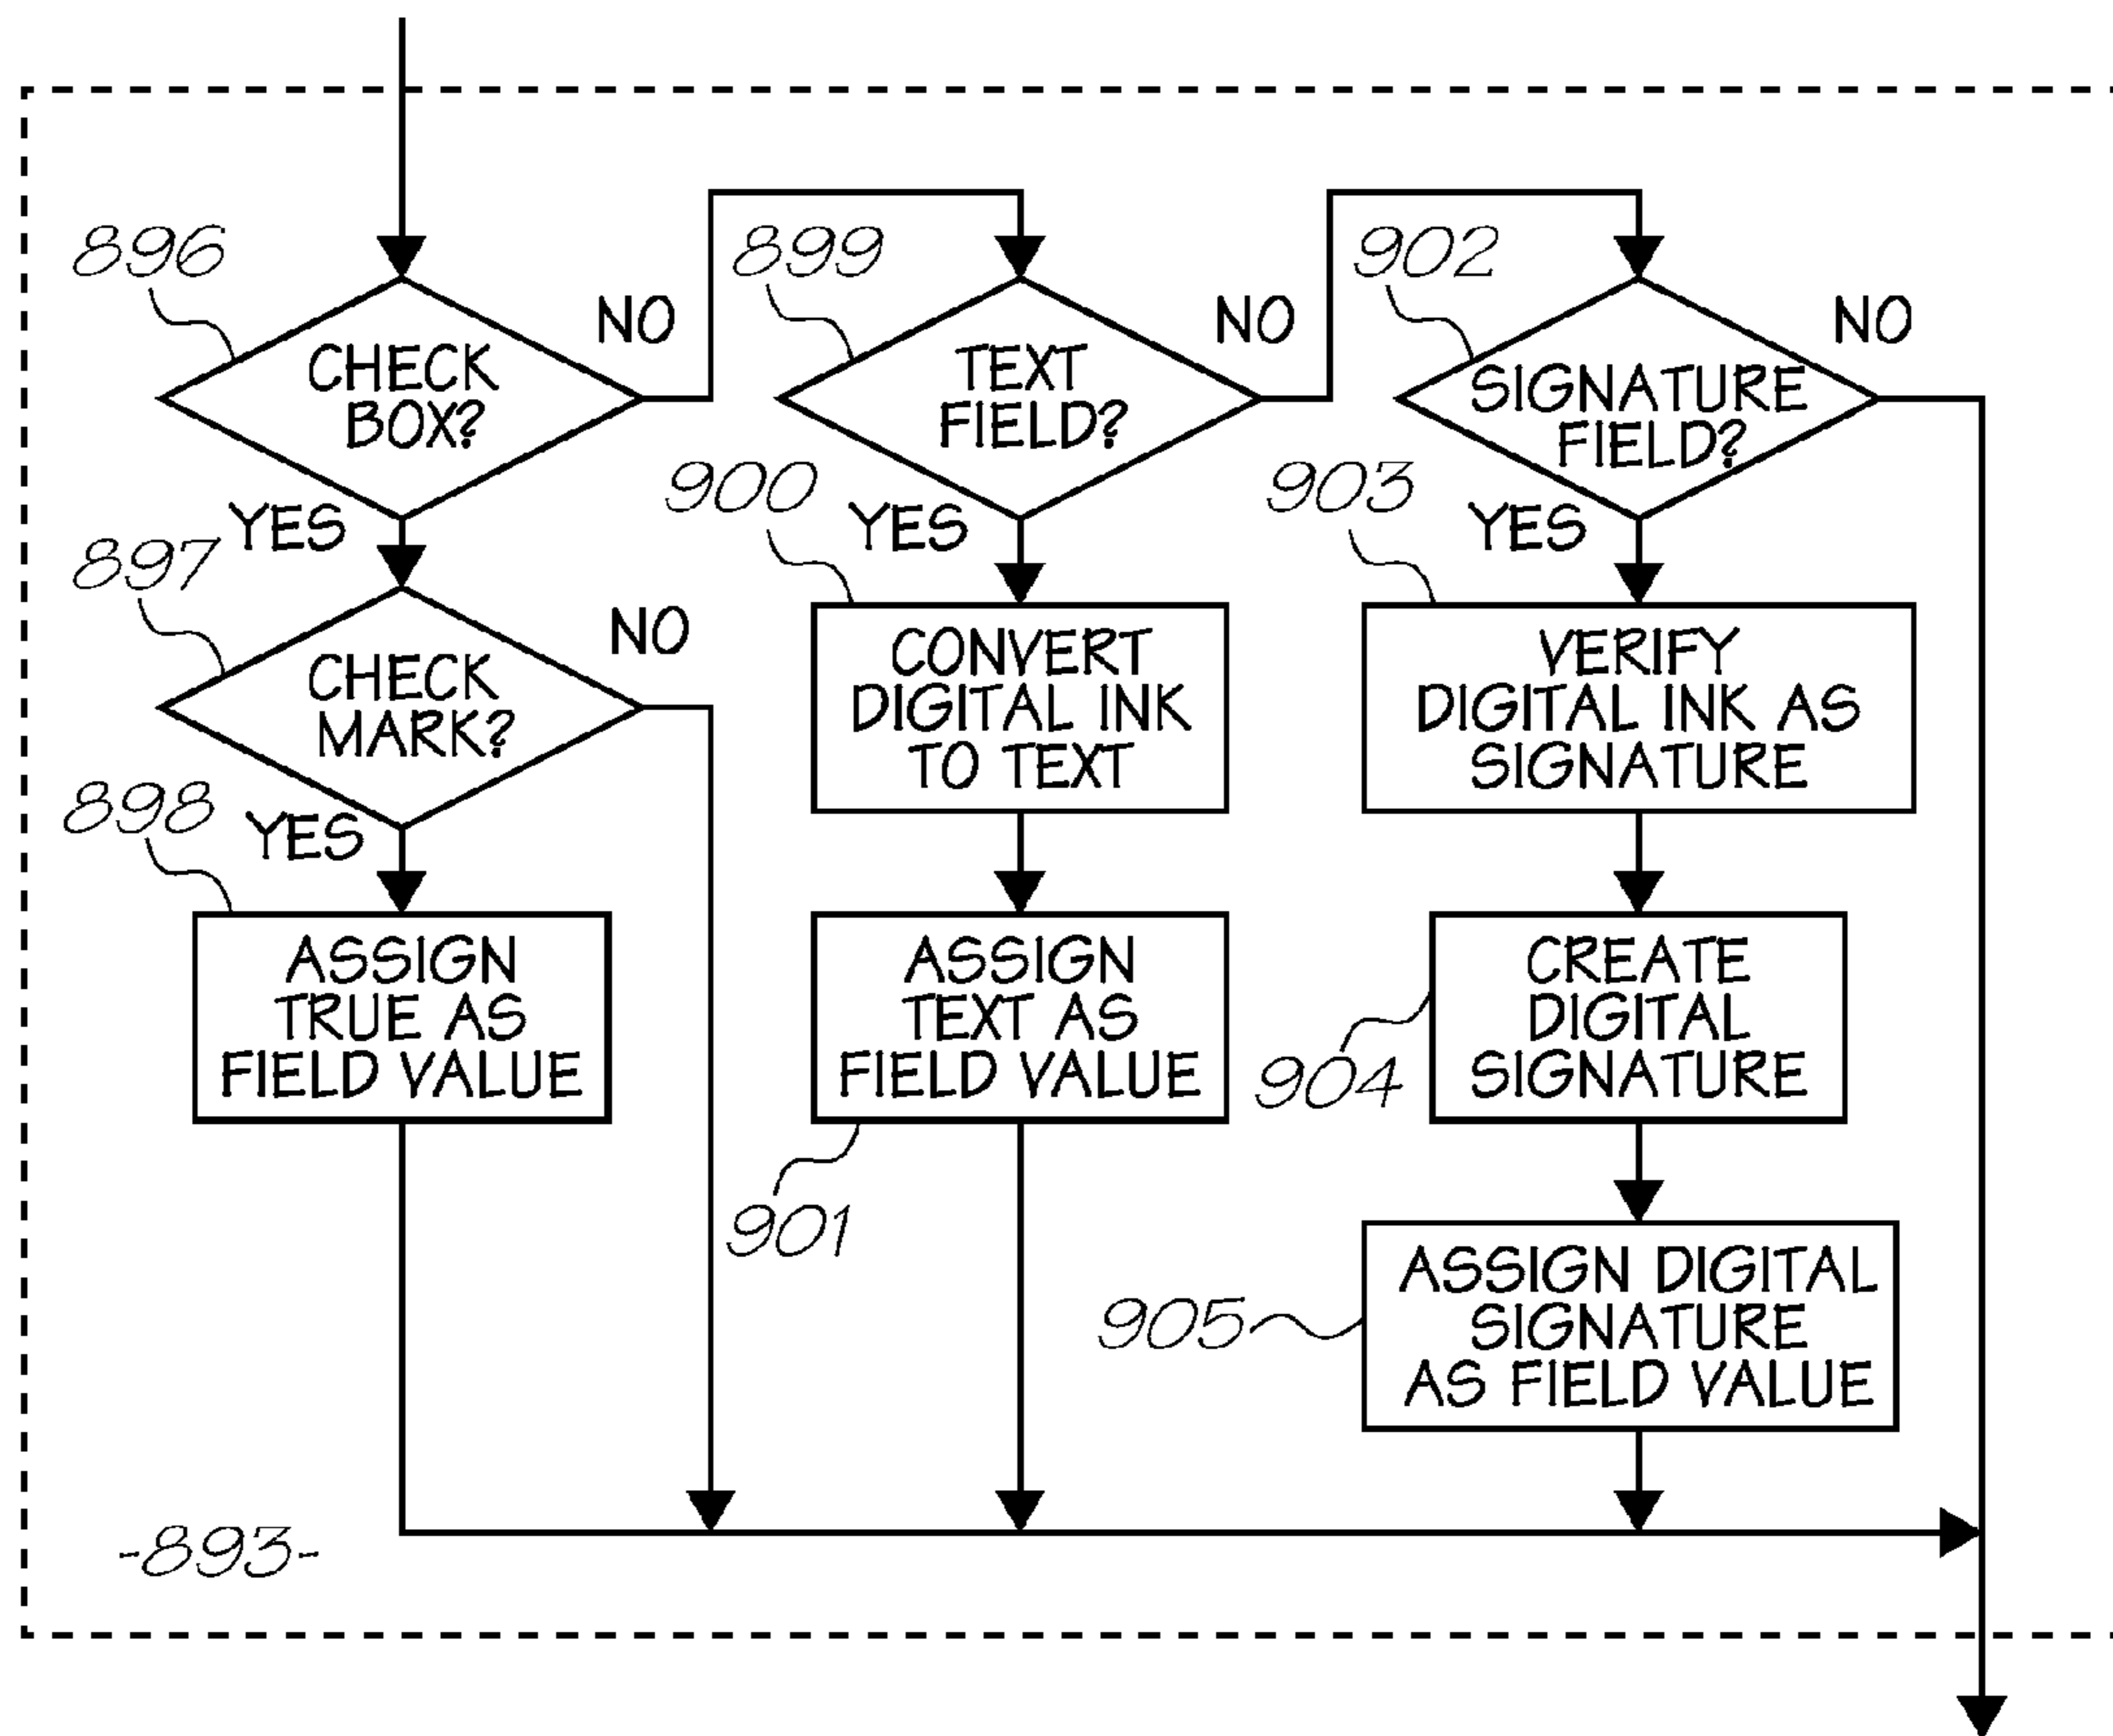 896
CHECK
BOX?
NO
YES
899
TEXT
FIELD?
NO
YES
902
SIGNATURE
FIELD?
NO
YES
897
CHECK
MARK?
NO
YES
900
CONVERT
DIGITAL INK
TO TEXT
903
VERIFY
DIGITAL INK AS
SIGNATURE
898
ASSIGN
TRUE AS
FIELD VALUE
ASSIGN
TEXT AS
FIELD VALUE
901
CREATE
DIGITAL
SIGNATURE
904
ASSIGN DIGITAL
SIGNATURE
AS FIELD VALUE
905
-893-